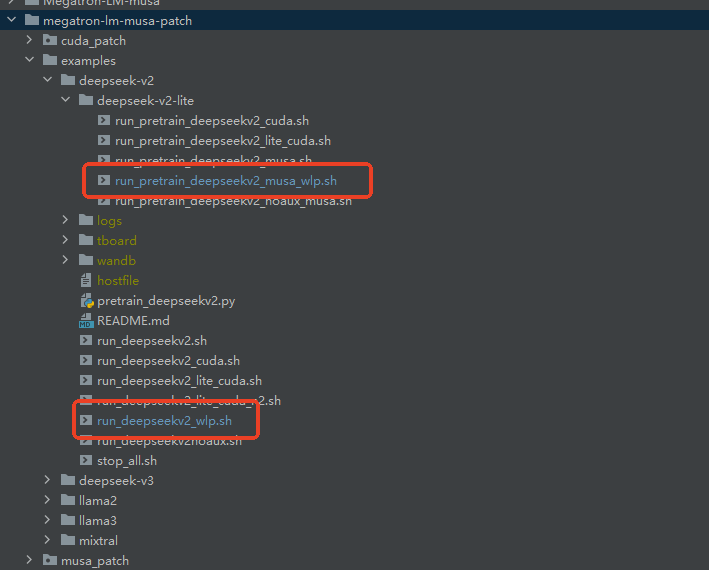 Megatron-LM-musa
megatron-lm-musa-patch
cuda_patch
examples
deepseek-v2
deepseek-v2-lite
run_pretrain_deepseekv2_cuda.sh
run_pretrain_deepseekv2_lite_cuda.sh
run_pretrain_deepseekv2_musa.sh
run_pretrain_deepseekv2_musa_wlp.sh
run_pretrain_deepseekv2_noaux_musa.sh
logs
tboard
wandb
hostfile
pretrain_deepseekv2.py
MD README.md
run_deepseekv2.sh
run_deepseekv2_cuda.sh
run_deepseekv2_lite_cuda.sh
run_deepseekv2_lite_cuda_r2.sh
run_deepseekv2_wlp.sh
run_deepseekv2noaux.sh
stop_all.sh
deepseek-v3
llama2
llama3
mixtral
musa_patch